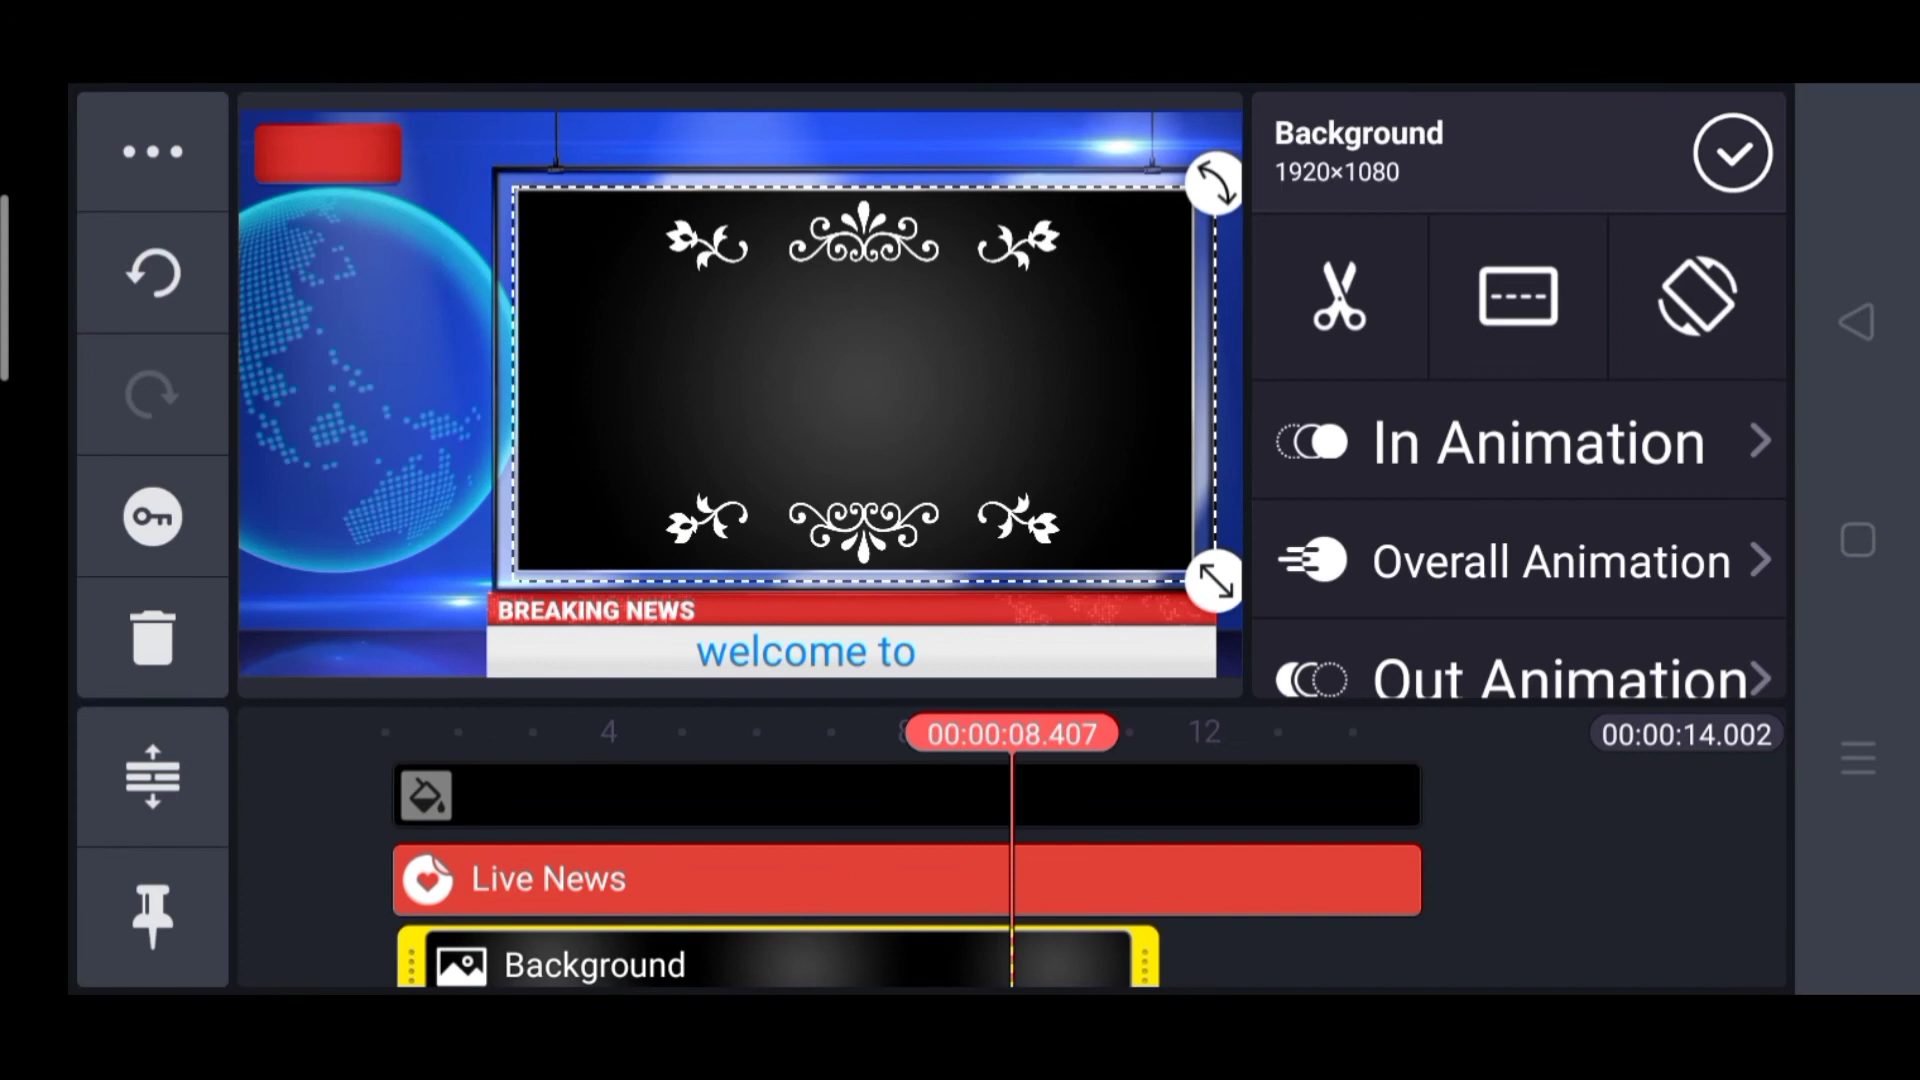 Background
1920×1080
In Animation
Overall Animation
Out Animation
BREAKING NEWS
welcome to
4
8
00:00:08.407
12
00:00:14.002
Live News
Background